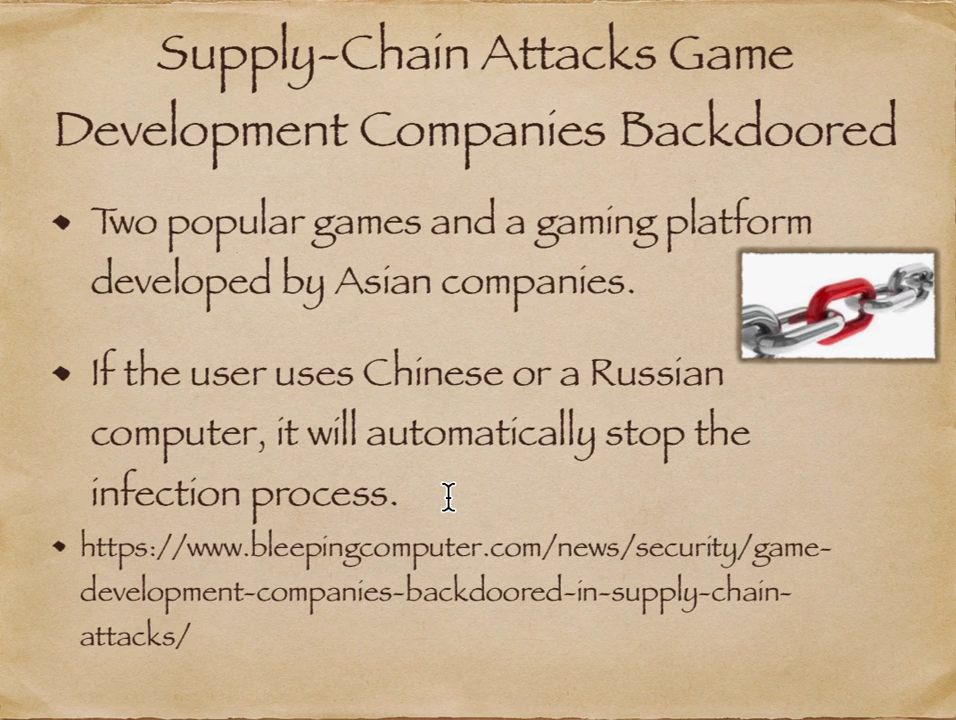 Supply-Chain Attacks Game
Development Companies Backdoored
• Two popular games and a gaming platform
developed by Asian companies.
• If the user uses Chinese or a Russian
computer, it will automatically stop the
infection process.
• https://www.bleepingcomputer.com/news/security/game-
development-companies-backdoored-in-supply-chain-
attacks/